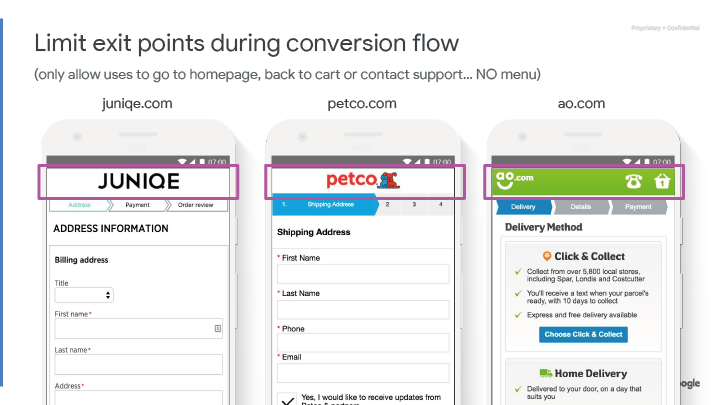 Proprietary + Confidential
Limit exit points during conversion flow
(only allow uses to go to homepage, back to cart or contact support... NO menu)
juniqe.com
petco.com
ao.com
07:00
JUNIQE
Address
Payment
Order review
ADDRESS INFORMATION
Billing address
Title
First name*
Last name*
Address*
07:00
petco
1.
Shipping Address
2
3
4
Shipping Address
* First Name
* Last Name
* Phone
* Email
Yes, I'd like to receive updates from
07:00
ao.com
1
Delivery
Details
Payment
Delivery Method
Click & Collect
Collect from over 5,800 local stores,
including Spar, Londis and Costcutter
You'll receive a text when your parcel's
ready, with 10 days to collect
Express and free delivery available
Choose Click & Collect
Home Delivery
Delivered to your door, on a day that
suits you
ogle